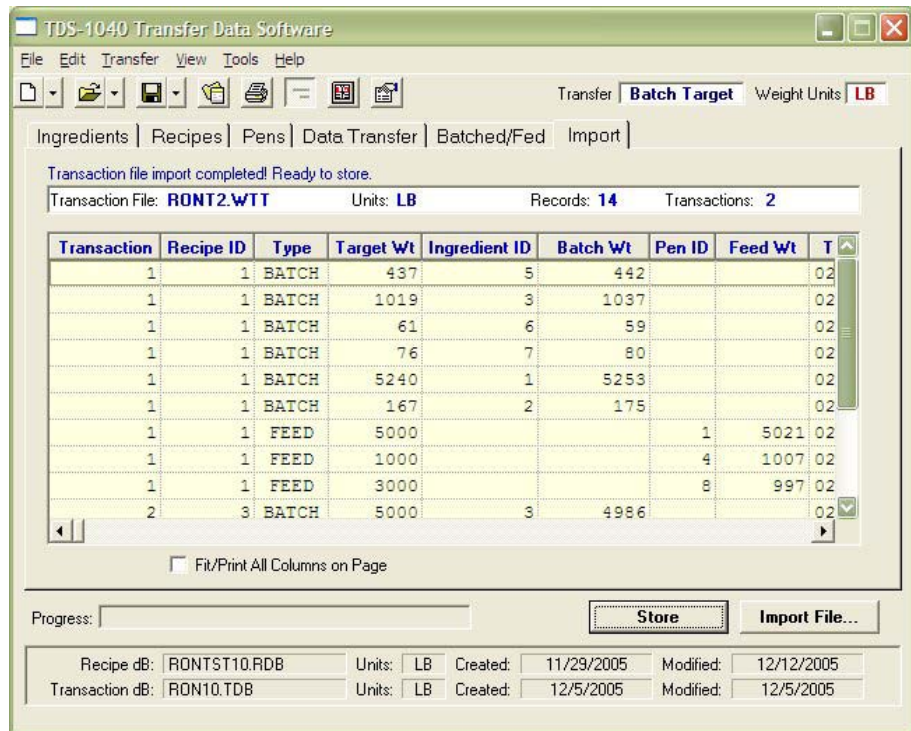 TDS-1040 Transfer Data Software
File Edit Transfer View Tools Help
Transfer Batch Target Weight Units LB
Ingredients Recipes Pens Data Transfer Batched/Fed Import
Transaction file import completed! Ready to store.
Transaction File: RONT2.WTT Units: LB Records: 14 Transactions: 2
Transaction Recipe ID Type Target Wt Ingredient ID Batch Wt Pen ID Feed Wt T
1 1 BATCH 437 5 442 02
1 1 BATCH 1019 3 1037 02
1 1 BATCH 61 6 59 02
1 1 BATCH 76 7 80 02
1 1 BATCH 5240 1 5253 02
1 1 BATCH 167 2 175 02
1 1 FEED 5000 1 5021 02
1 1 FEED 1000 4 1007 02
1 1 FEED 3000 8 997 02
2 3 BATCH 5000 3 4986 02
Fit/Print All Columns on Page
Progress: Store Import File...
Recipe dB: RONTST10.RDB Units: LB Created: 11/29/2005 Modified: 12/12/2005
Transaction dB: RON10.TDB Units: LB Created: 12/5/2005 Modified: 12/5/2005